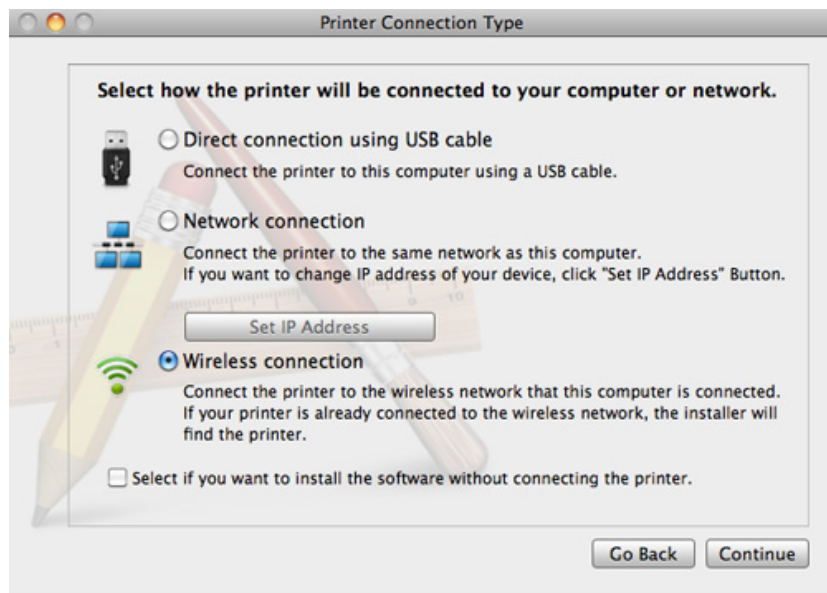 Printer Connection Type
Select how the printer will be connected to your computer or network.
Direct connection using USB cable
Connect the printer to this computer using a USB cable.
Network connection
Connect the printer to the same network as this computer.
If you want to change IP address of your device, click "Set IP Address" Button.
Set IP Address
Wireless connection
Connect the printer to the wireless network that this computer is connected.
If your printer is already connected to the wireless network, the installer will
find the printer.
Select if you want to install the software without connecting the printer.
Go Back
Continue